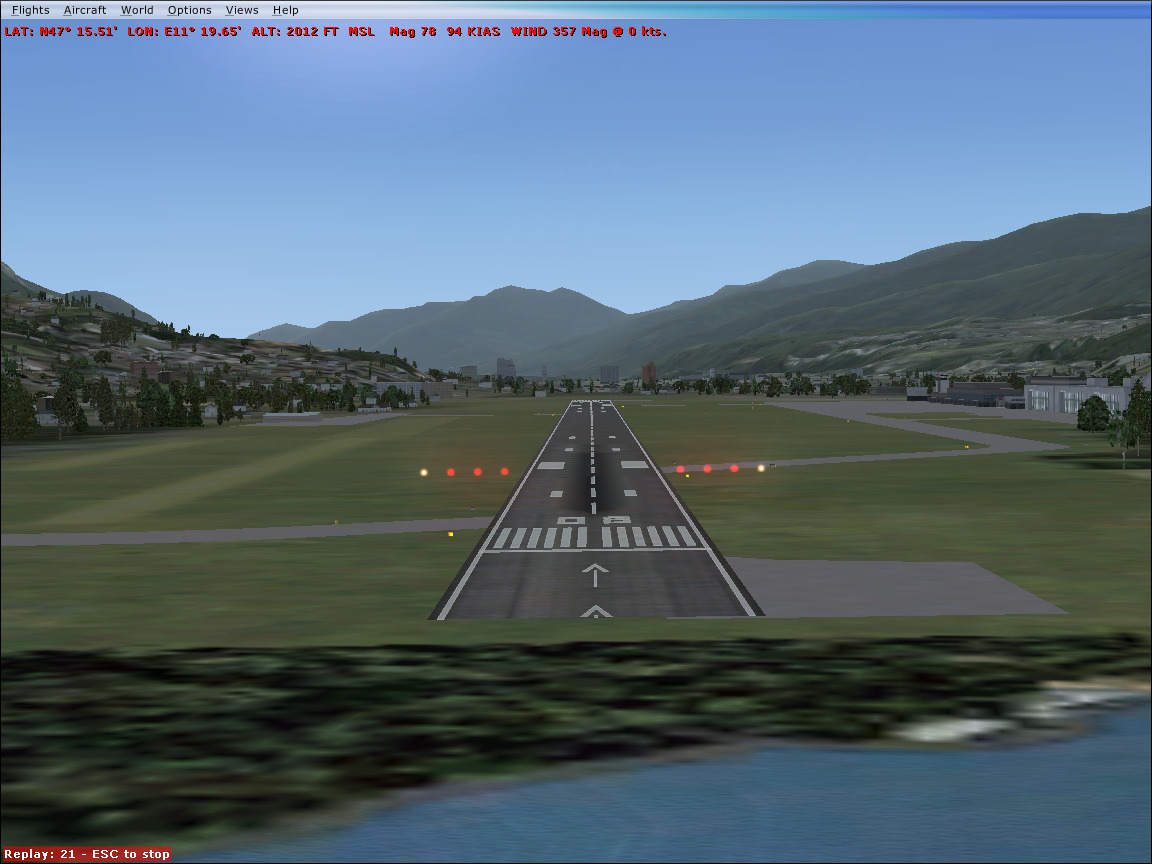 Flights Aircraft World Options Views Help
LAT: N47° 15.51' LON: E11° 19.65' ALT: 2012 FT MSL Mag 78 94 KIAS WIND 357 Mag @ 0 kts.
08
Replay: 21 - ESC to stop